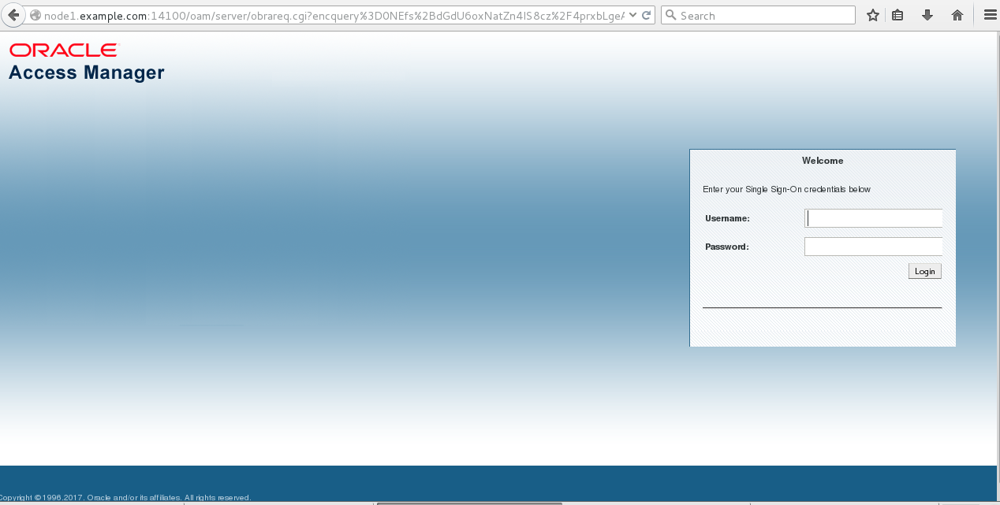 node1.example.com:14100/oam/server/obrareq.cgi?encquery%3D0NEfs%2BdGdU6oxNatZn4lS8cz%2F4prxbLgeA
Search
ORACLE
Access Manager
Welcome
Enter your Single Sign-On credentials below
Username:
Password:
Login
Copyright © 1996,2017, Oracle and/or its affiliates. All rights reserved.